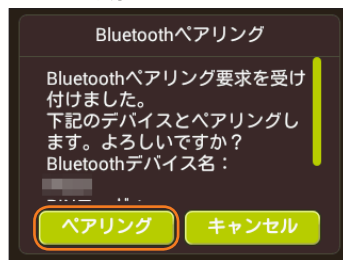 Bluetoothペアリング
Bluetoothペアリング要求を受け
付けました。
下記のデバイスとペアリングし
ます。よろしいですか？
Bluetoothデバイス名：
ペアリング
キャンセル